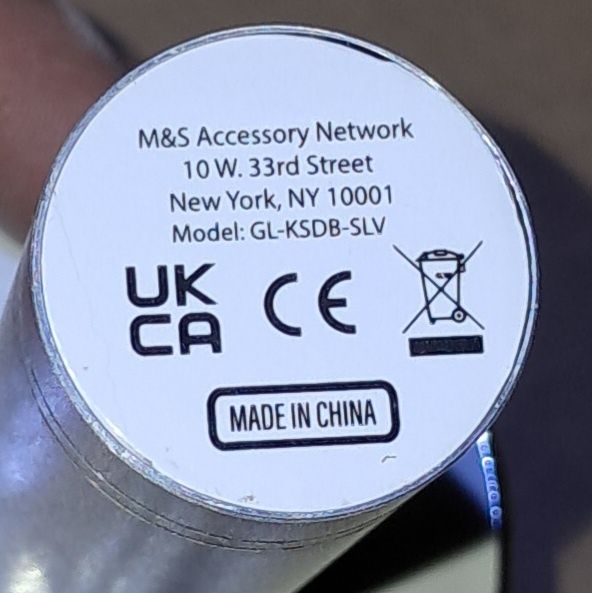 M&S Accessory Network
10 W. 33rd Street
New York, NY 10001
Model: GL-KSDB-SLV
UK
CA
CE
MADE IN CHINA